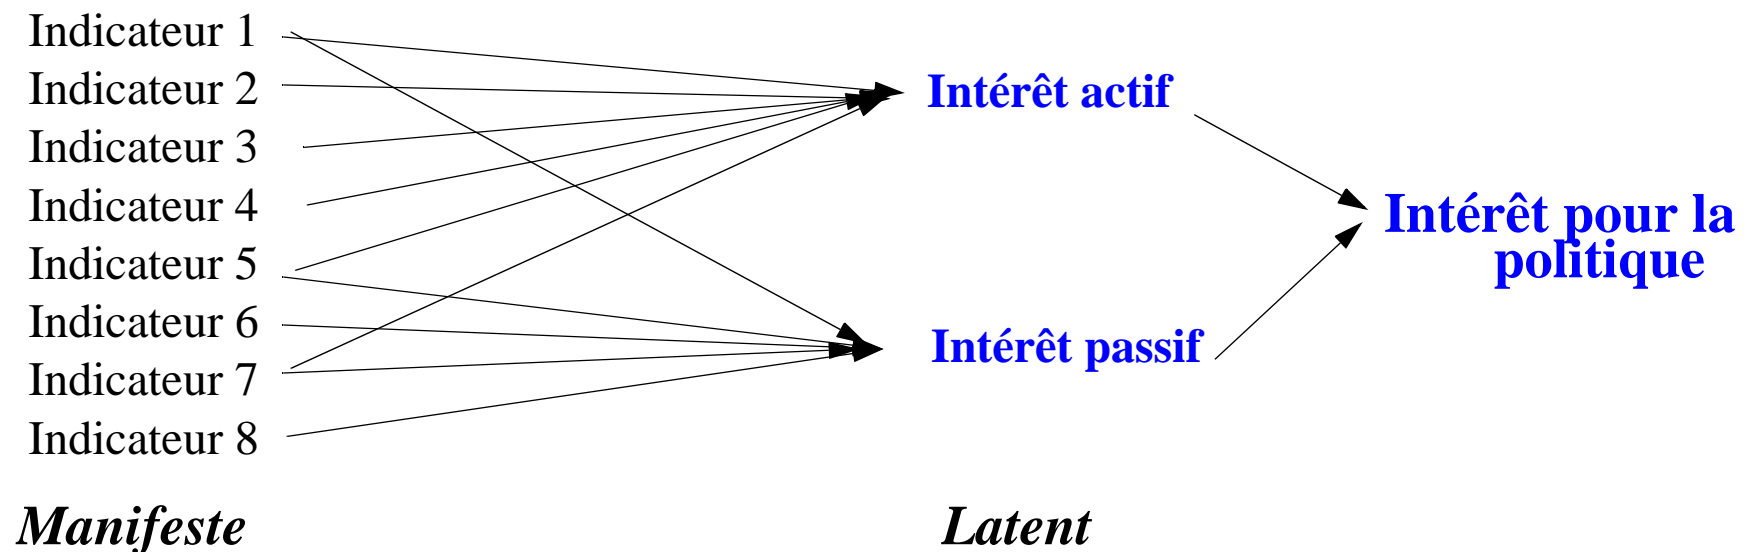 Indicateur 1
Indicateur 2
Indicateur 3
Indicateur 4
Indicateur 5
Indicateur 6
Indicateur 7
Indicateur 8
Intérêt actif
Intérêt passif
Intérêt pour la
politique
Manifeste
Latent